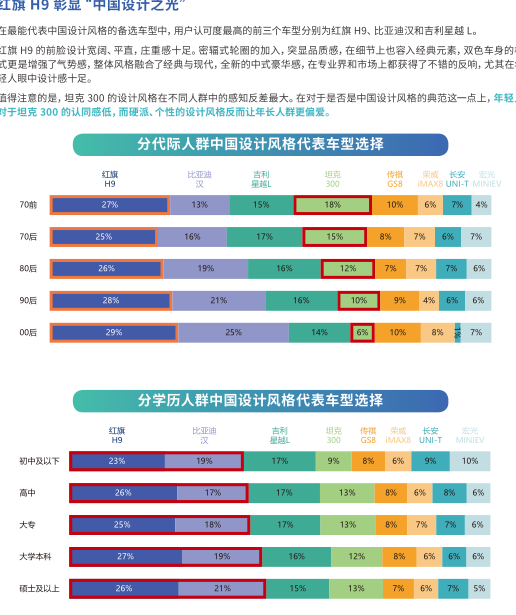 红旗 H9 彰显 “中国设计之光”
在最能代表中国设计风格的备选车型中，用户认可度最高的前三个车型分别为红旗 H9、比亚迪汉和吉利星越 L。
红旗 H9 的前脸设计宽阔、平直，庄重感十足。密辐式轮圈的加入，突显品质感，在细节上也容入经典元素，双色车身的
式更是增强了气势感，整体风格融合了经典与现代，全新的中式豪华感，在专业界和市场上都获得了不错的反响，尤其在
轻人眼中设计感十足。
值得注意的是，坦克 300 的设计风格在不同人群中的感知反差最大。在对于是否是中国设计风格的典范这一点上，年轻
对于坦克 300 的认同感低，而硬派、个性的设计风格反而让年长人群更偏爱。
分代际人群中国设计风格代表车型选择
红旗 比亚迪 吉利 坦克 传祺 荣威 长安 宏光
H9 汉 星越L 300 GS8 iMAX8 UNI-T MINIEV
70前 27% 13% 15% 18% 10% 6% 7% 4%
70后 25% 16% 17% 15% 8% 7% 6% 7%
80后 26% 19% 16% 12% 7% 7% 7% 6%
90后 28% 21% 16% 10% 9% 4% 6% 6%
00后 29% 25% 14% 6% 10% 8% 1% 7%
分学历人群中国设计风格代表车型选择
红旗 比亚迪 吉利 坦克 传祺 荣威 长安 宏光
H9 汉 星越L 300 GS8 iMAX8 UNI-T MINIEV
初中及以下 23% 19% 17% 9% 8% 6% 9% 10%
高中 26% 17% 17% 13% 8% 6% 8% 6%
大专 25% 18% 17% 13% 8% 7% 7% 6%
大学本科 27% 19% 16% 12% 8% 6% 6% 6%
硕士及以上 26% 21% 15% 13% 7% 6% 7% 5%